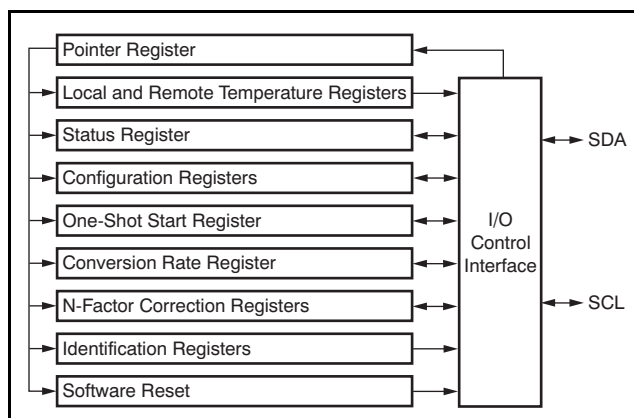 Pointer Register
Local and Remote Temperature Registers
Status Register
Configuration Registers
One-Shot Start Register
Conversion Rate Register
N-Factor Correction Registers
Identification Registers
Software Reset
I/O
Control
Interface
SDA
SCL